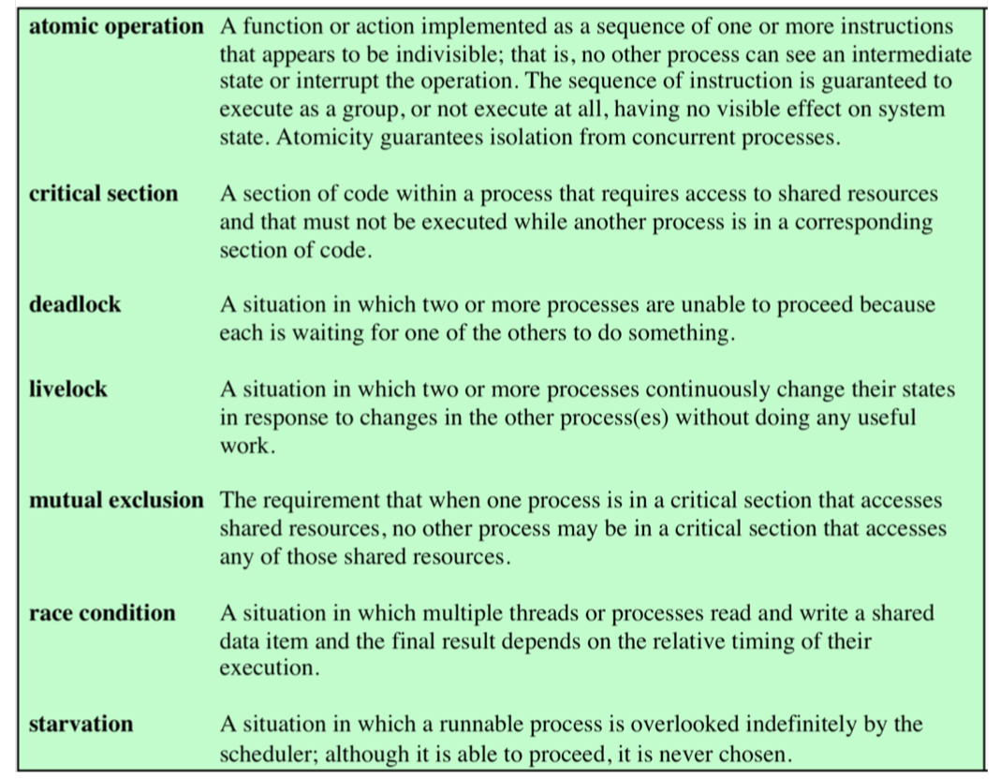 atomic operation A function or action implemented as a sequence of one or more instructions
that appears to be indivisible; that is, no other process can see an intermediate
state or interrupt the operation. The sequence of instruction is guaranteed to
execute as a group, or not execute at all, having no visible effect on system
state. Atomicity guarantees isolation from concurrent processes.
critical section A section of code within a process that requires access to shared resources
and that must not be executed while another process is in a corresponding
section of code.
deadlock A situation in which two or more processes are unable to proceed because
each is waiting for one of the others to do something.
livelock A situation in which two or more processes continuously change their states
in response to changes in the other process(es) without doing any useful
work.
mutual exclusion The requirement that when one process is in a critical section that accesses
shared resources, no other process may be in a critical section that accesses
any of those shared resources.
race condition A situation in which multiple threads or processes read and write a shared
data item and the final result depends on the relative timing of their
execution.
starvation A situation in which a runnable process is overlooked indefinitely by the
scheduler; although it is able to proceed, it is never chosen.